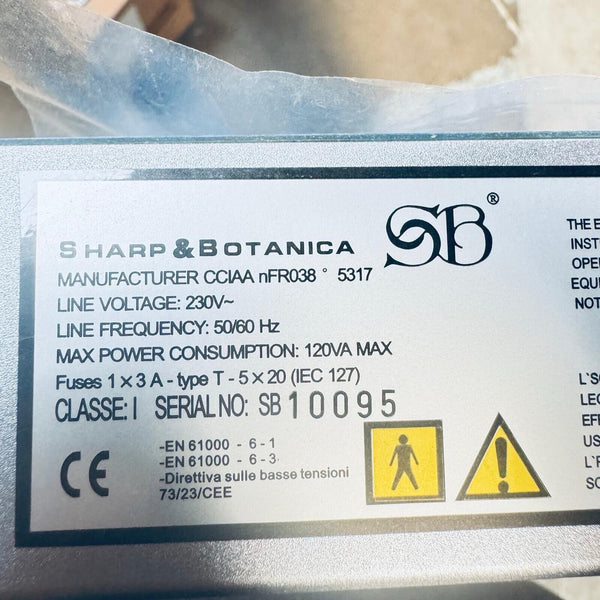 SB®
SHARP & BOTANICA
MANUFACTURER CCIAA nFR038 ° 5317
LINE VOLTAGE: 230V~
LINE FREQUENCY: 50/60 Hz
MAX POWER CONSUMPTION: 120VA MAX
Fuses 1 × 3 A - type T - 5 × 20 (IEC 127)
CLASSE: I SERIAL NO: SB 10095
CE
-EN 61000 - 6 - 1
-EN 61000 - 6 - 3
-Direttiva sulle basse tensioni
73/23/CEE
THE E
INST
OPE
EQU
NOT
L`S
LEC
EFF
US
L`
SC